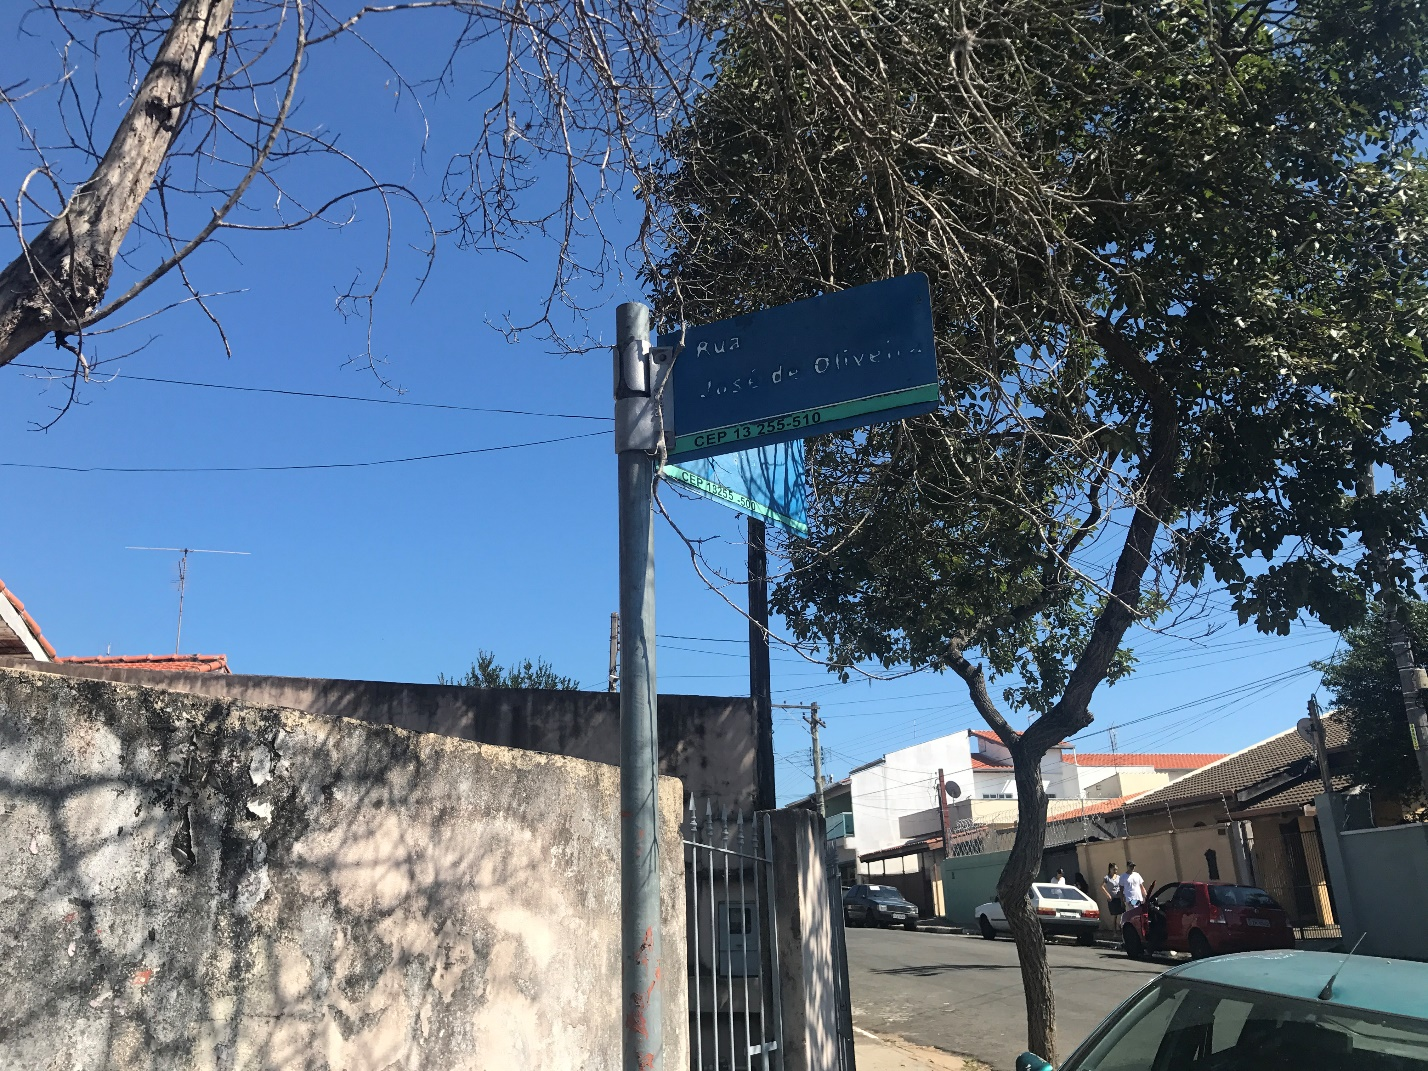 Rua
José de Oliveira
CEP 13 255-510
CEP 13255 -500